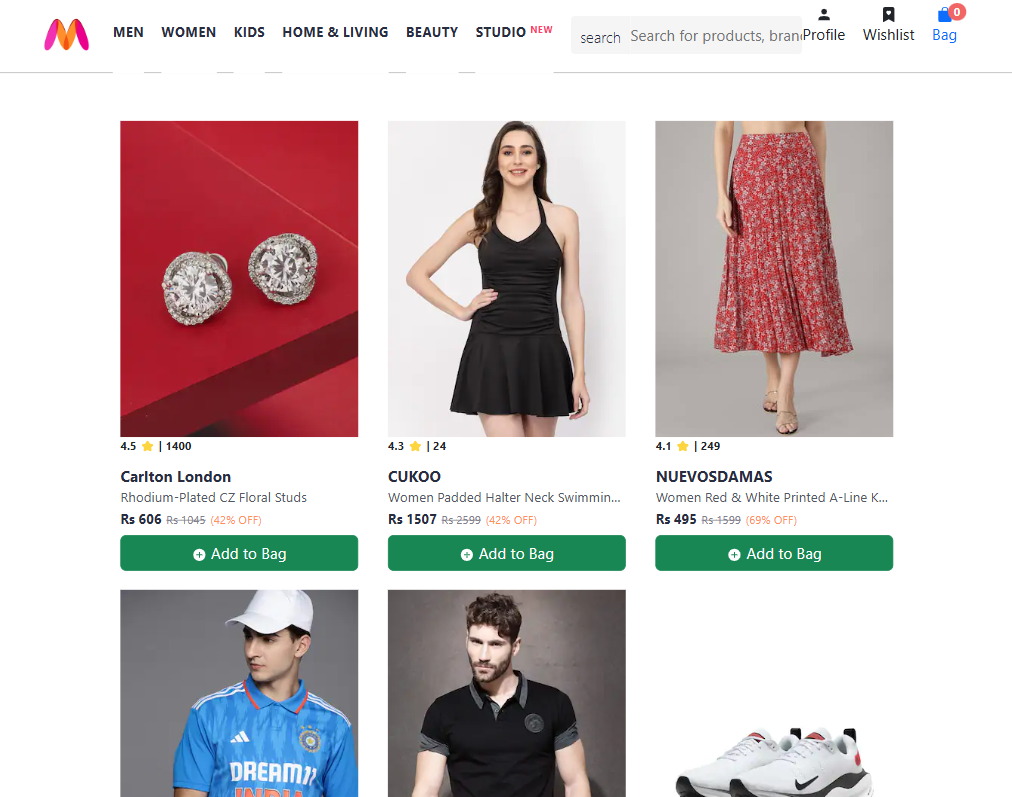 MEN WOMEN KIDS HOME & LIVING BEAUTY STUDIO NEW search Search for products, bran Profile Wishlist 0 Bag
4.5 | 1400
Carlton London
Rhodium-Plated CZ Floral Studs
Rs 606 Rs 1045 (42% OFF)
Add to Bag
4.3 | 24
CUKOO
Women Padded Halter Neck Swimmin...
Rs 1507 Rs 2599 (42% OFF)
Add to Bag
4.1 | 249
NUEVOSDAMAS
Women Red & White Printed A-Line K...
Rs 495 Rs 1599 (69% OFF)
Add to Bag
DREAM11
INDIA